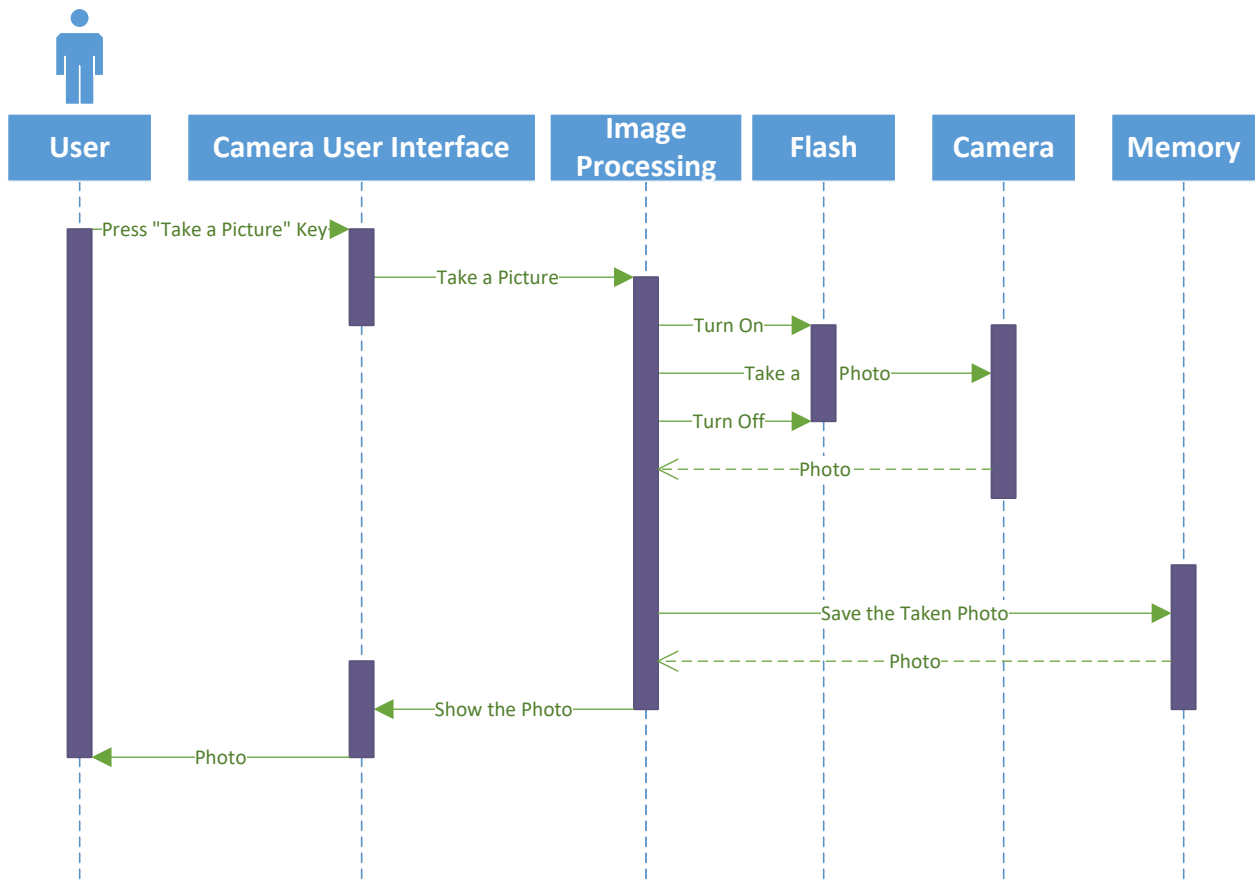 User
Camera User Interface
Image
Processing
Flash
Camera
Memory
Press "Take a Picture" Key
Take a Picture
Turn On
Take a Photo
Turn Off
Photo
Save the Taken Photo
Photo
Show the Photo
Photo